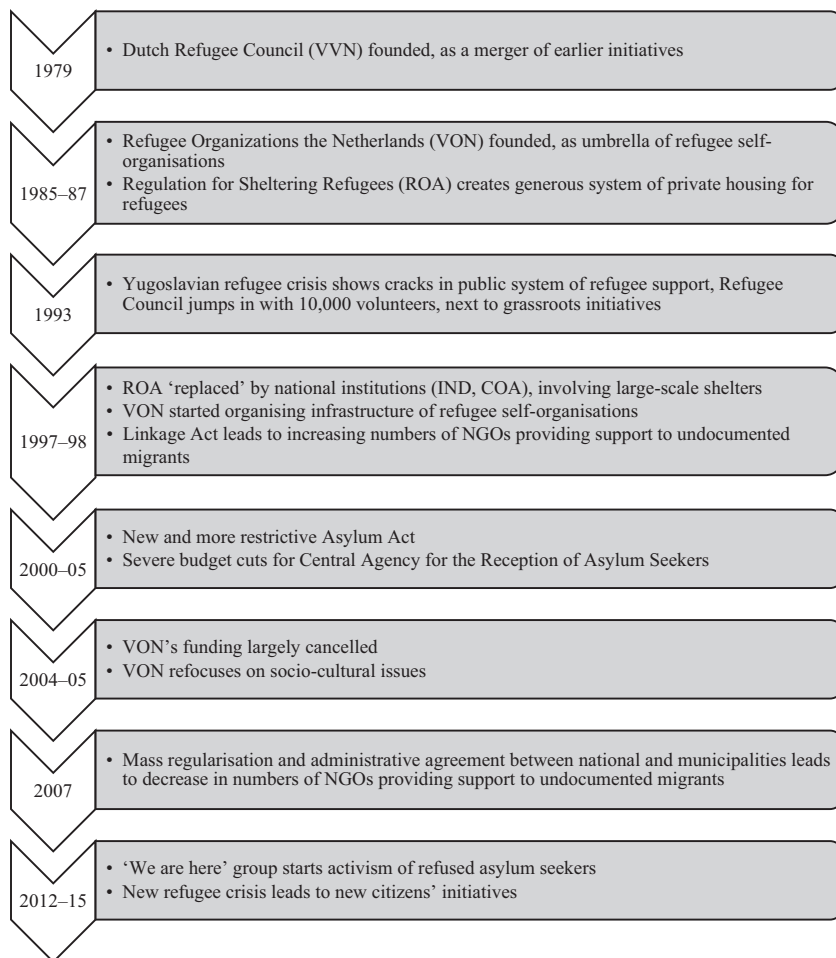 1979
• Dutch Refugee Council (VVN) founded, as a merger of earlier initiatives
1985–87
• Refugee Organizations the Netherlands (VON) founded, as umbrella of refugee self-
organisations
• Regulation for Sheltering Refugees (ROA) creates generous system of private housing for
refugees
1993
• Yugoslavian refugee crisis shows cracks in public system of refugee support, Refugee
Council jumps in with 10,000 volunteers, next to grassroots initiatives
1997–98
• ROA ‘replaced’ by national institutions (IND, COA), involving large-scale shelters
• VON started organising infrastructure of refugee self-organisations
• Linkage Act leads to increasing numbers of NGOs providing support to undocumented
migrants
2000–05
• New and more restrictive Asylum Act
• Severe budget cuts for Central Agency for the Reception of Asylum Seekers
2004–05
• VON’s funding largely cancelled
• VON refocuses on socio-cultural issues
2007
• Mass regularisation and administrative agreement between national and municipalities leads
to decrease in numbers of NGOs providing support to undocumented migrants
2012–15
• ‘We are here’ group starts activism of refused asylum seekers
• New refugee crisis leads to new citizens’ initiatives